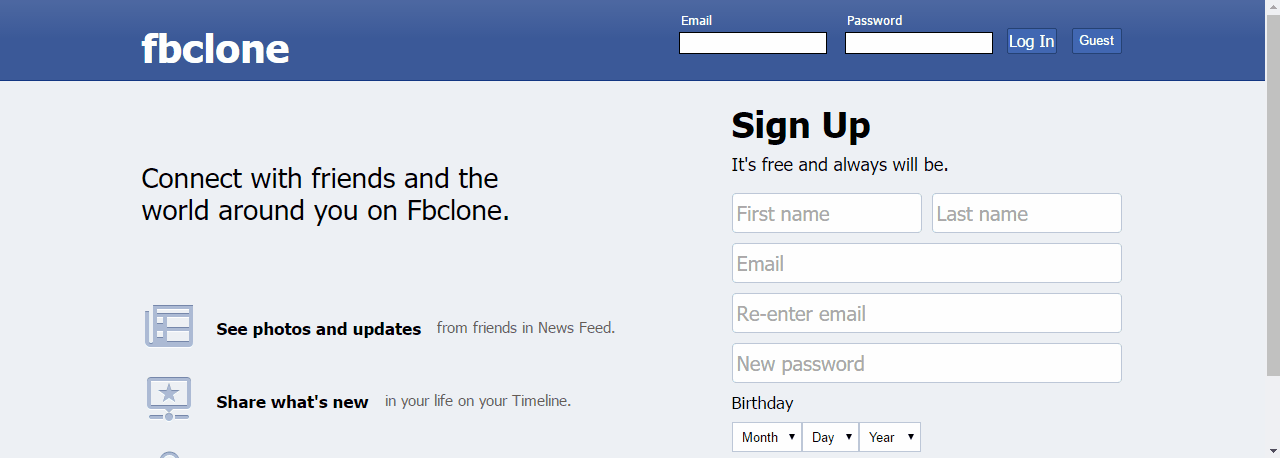 Email Password
fbclone Log In Guest
Sign Up
It's free and always will be.
Connect with friends and the
world around you on Fbclone.
First name Last name
Email
Re-enter email
New password
See photos and updates from friends in News Feed.
Share what's new in your life on your Timeline.
Birthday
Month Day Year